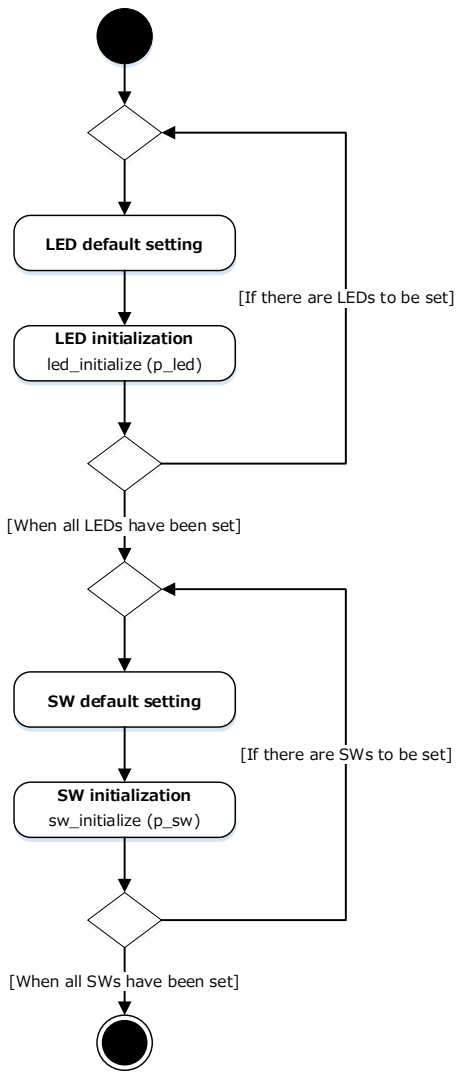 LED default setting
[If there are LEDs to be set]
LED initialization
led_initialize (p_led)
[When all LEDs have been set]
SW default setting
[If there are SWs to be set]
SW initialization
sw_initialize (p_sw)
[When all SWs have been set]